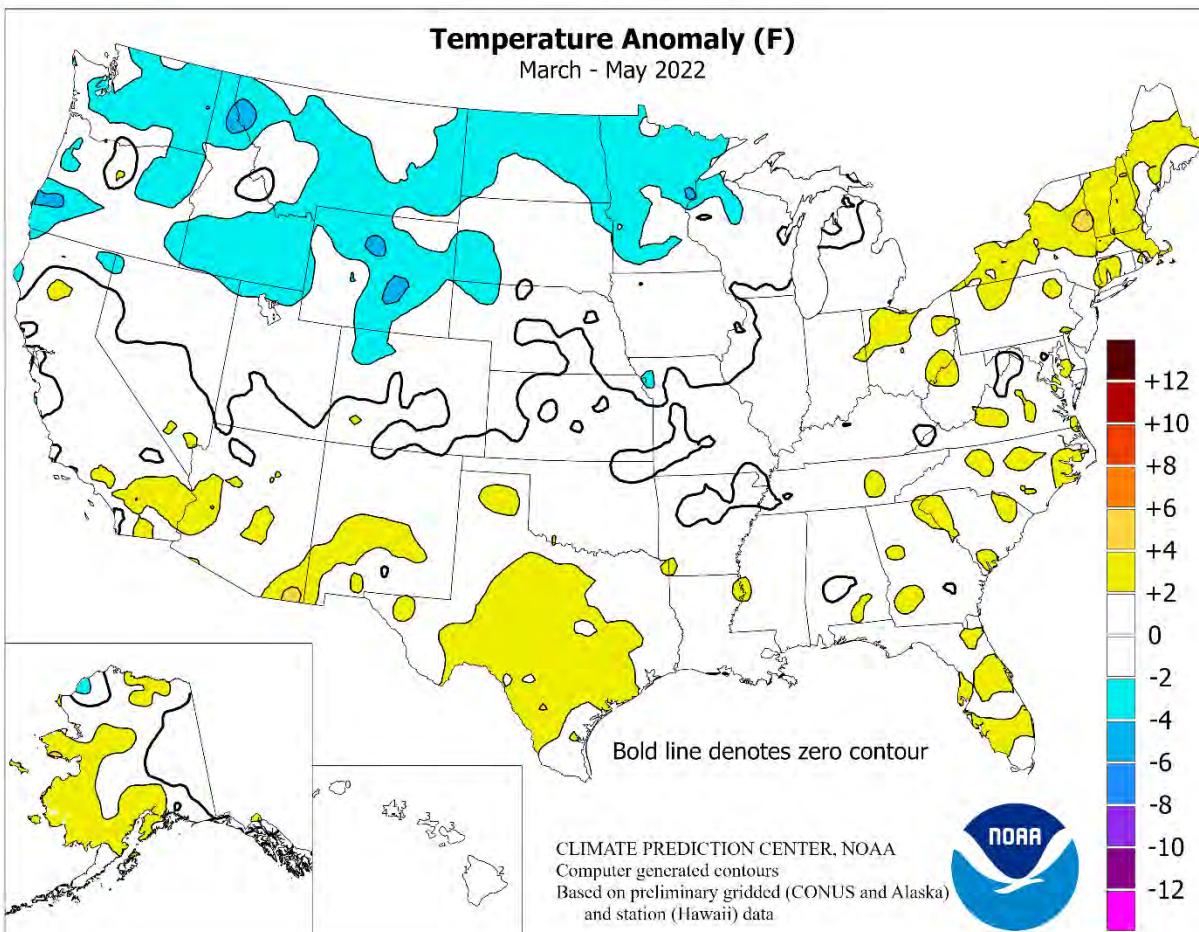 Temperature Anomaly (F)
March - May 2022
+12
+10
+8
+6
+4
+2
0
-2
-4
-6
-8
-10
-12
Bold line denotes zero contour
CLIMATE PREDICTION CENTER, NOAA
Computer generated contours
Based on preliminary gridded (CONUS and Alaska)
and station (Hawaii) data
NOAA